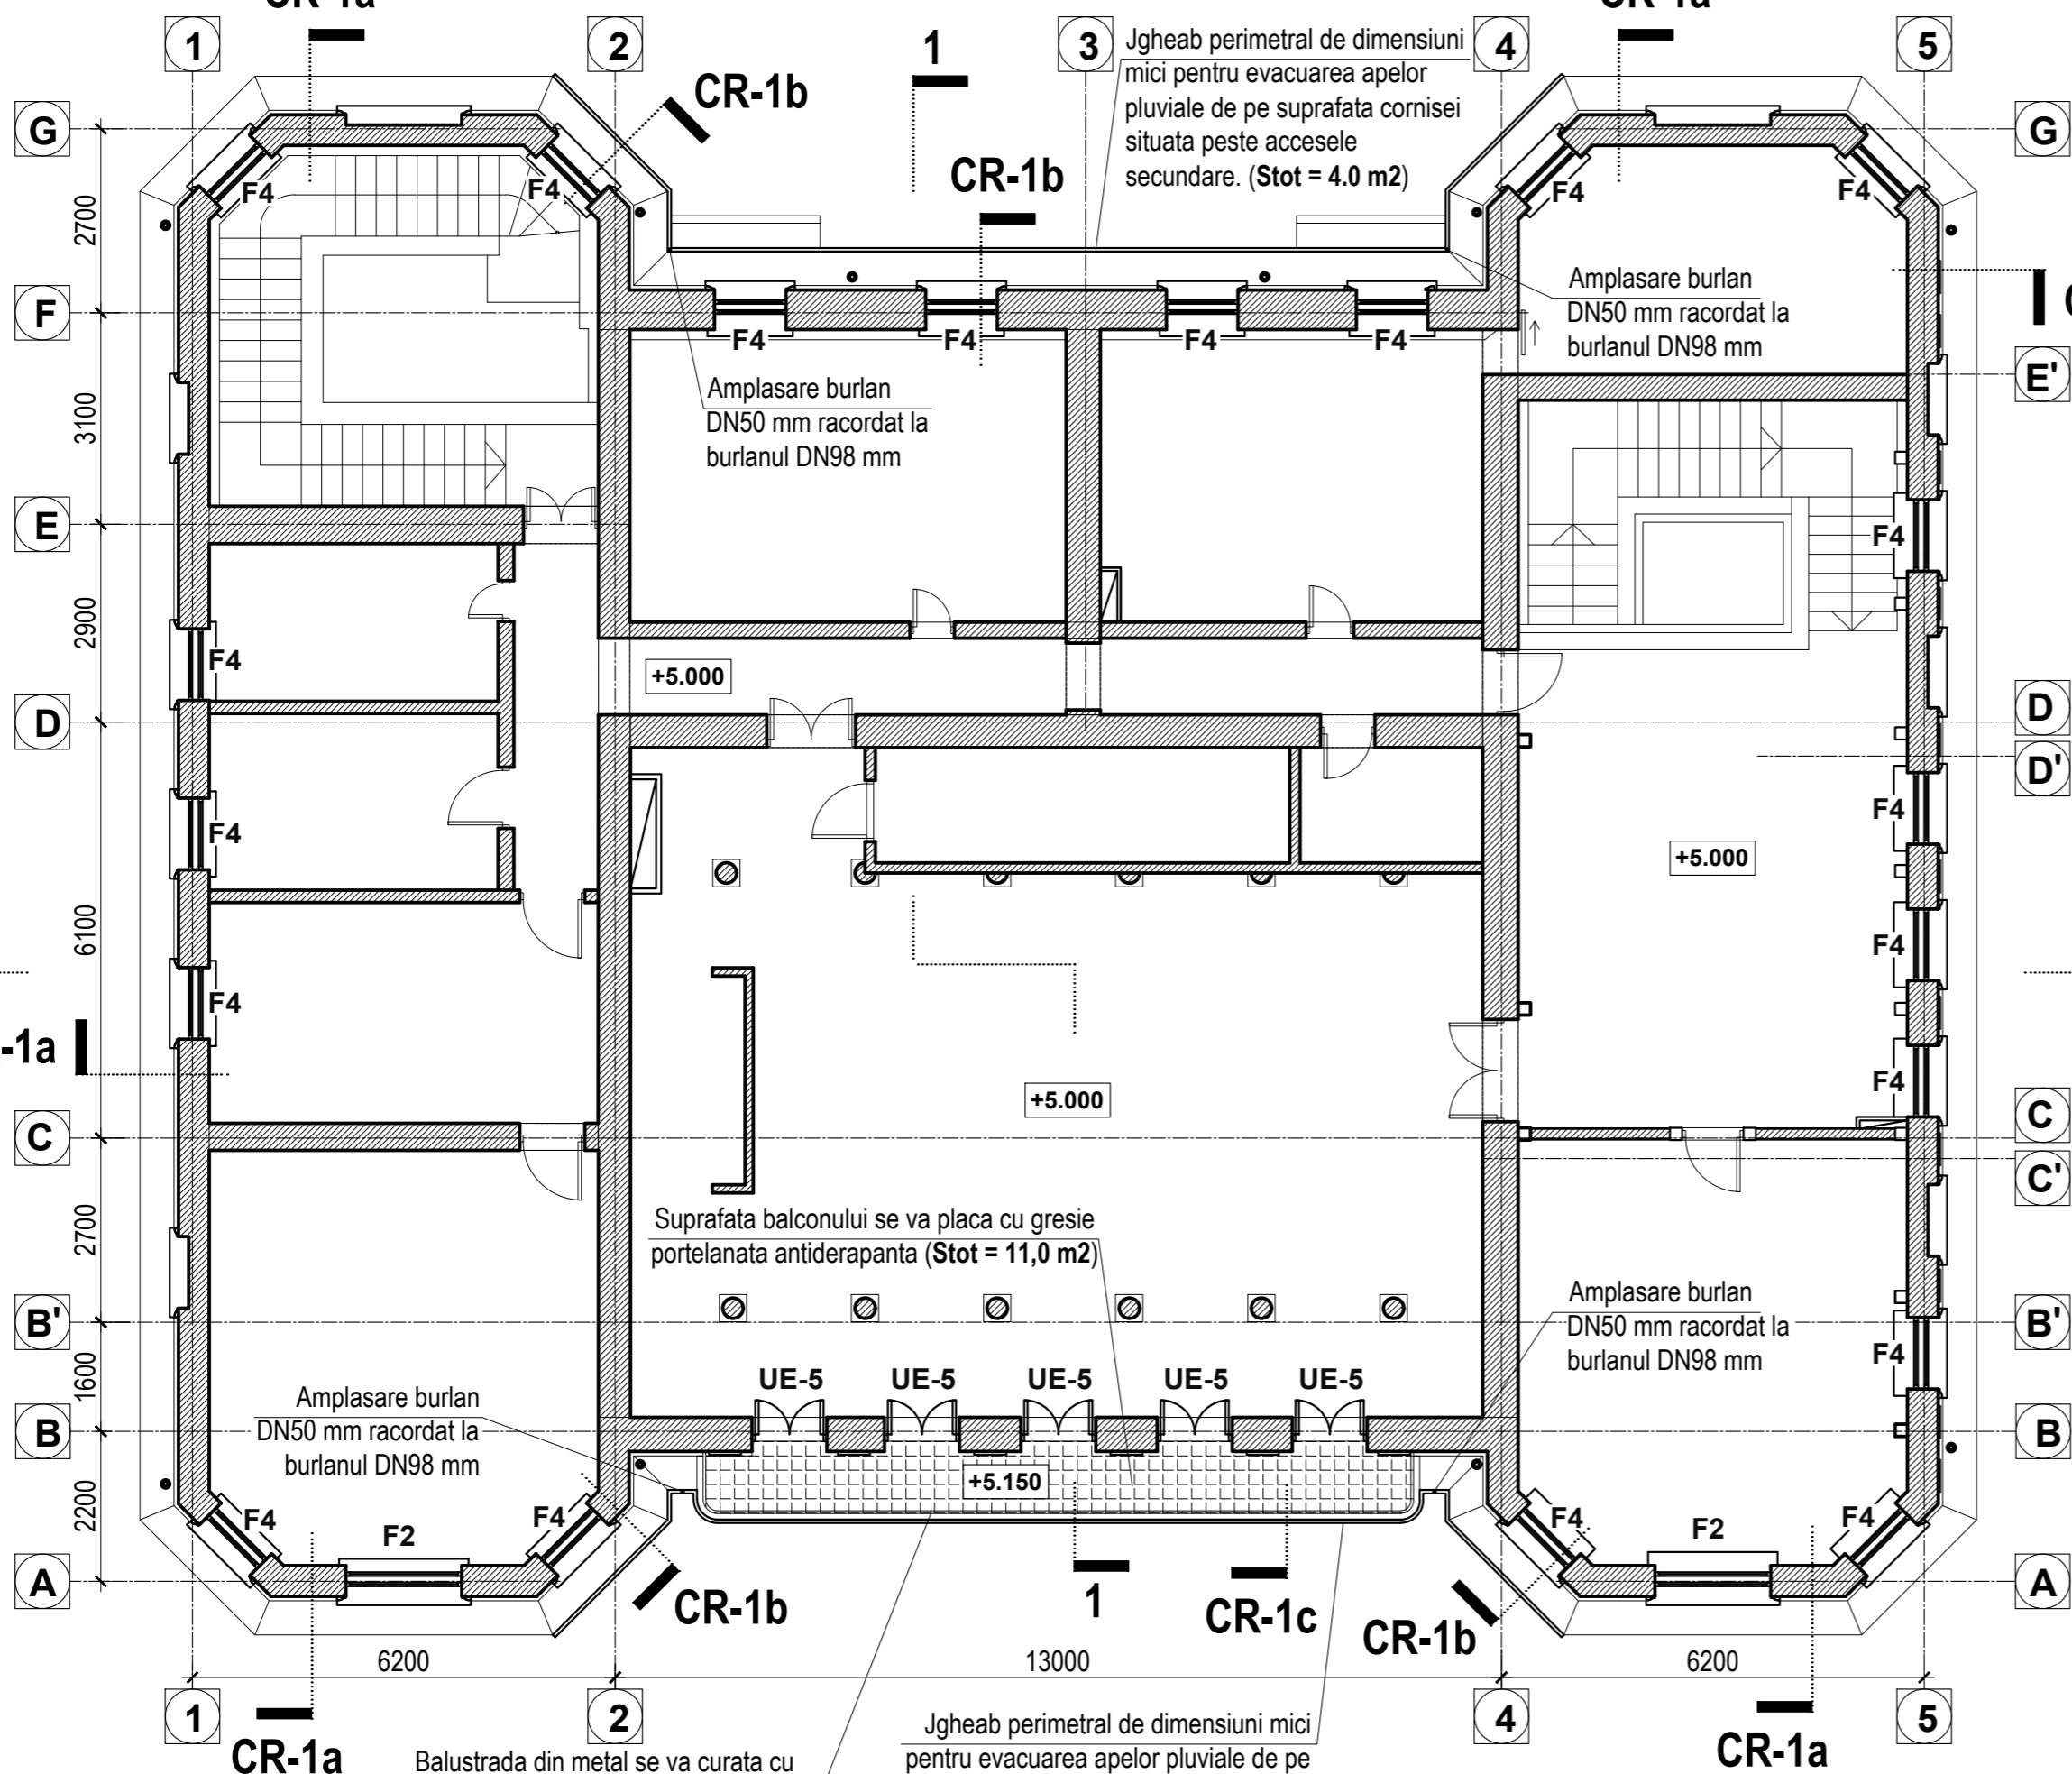 CR-1a
CR-1a
1
2
1
3
4
5
Jgheab perimetral de dimensiuni
mici pentru evacuarea apelor
pluviale de pe suprafata cornisei
situata peste accesele
secundare. (Stot = 4.0 m2)
CR-1b
CR-1b
G
G
F4
F4
F4
F4
2700
Amplasare burlan
DN50 mm racordat la
burlanul DN98 mm
F
F4
F4
F4
F4
E'
Amplasare burlan
DN50 mm racordat la
burlanul DN98 mm
3100
E
F4
2900
F4
+5.000
D
D
D'
F4
F4
+5.000
6100
F4
F4
-1a
F4
+5.000
C
C
C'
2700
Suprafata balconului se va placa cu gresie
portelanata antiderapanta (Stot = 11,0 m2)
Amplasare burlan
DN50 mm racordat la
burlanul DN98 mm
B'
B'
F4
1600
UE-5
UE-5
UE-5
UE-5
UE-5
Amplasare burlan
DN50 mm racordat la
burlanul DN98 mm
B
B
+5.150
2200
F4
F2
F4
F4
F2
F4
A
A
CR-1b
1
CR-1c
CR-1b
6200
13000
6200
1
2
4
5
CR-1a
CR-1a
Jgheab perimetral de dimensiuni mici
pentru evacuarea apelor pluviale de pe
Balustrada din metal se va curata cu